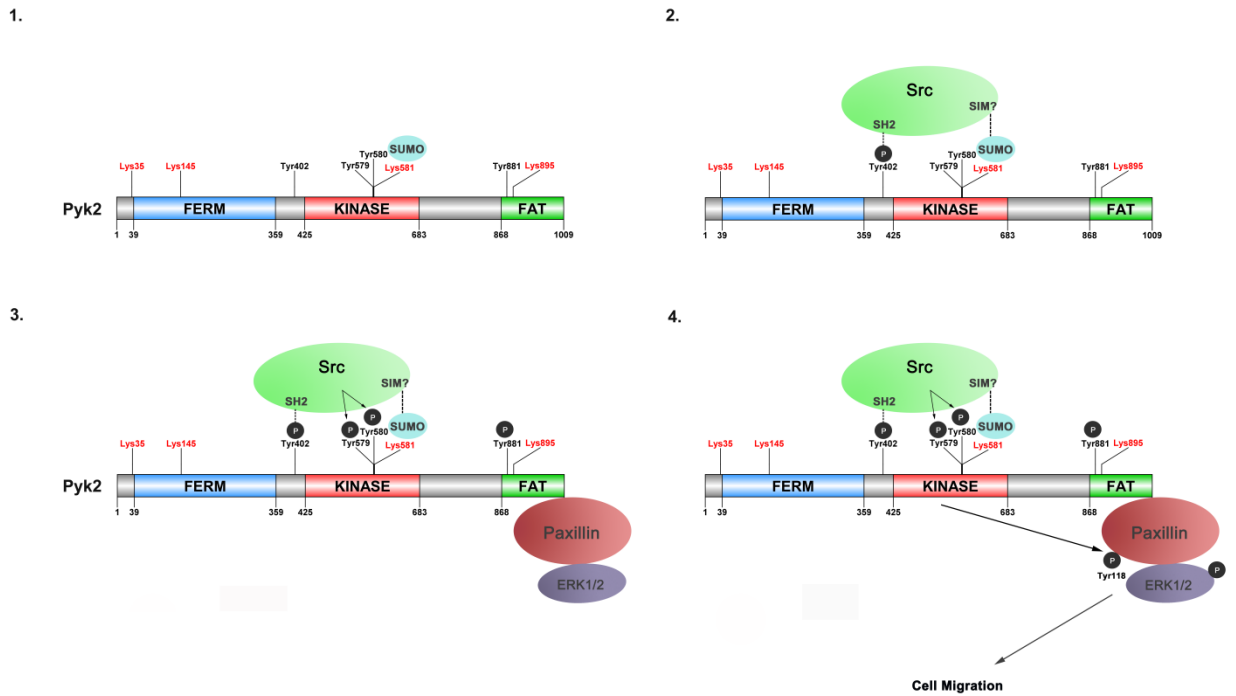 1.
SUMO
Lys35 Lys145 Tyr402 Tyr579 Tyr580 Lys581 Tyr881 Lys895
Pyk2 FERM KINASE FAT
1 39 359 425 683 868 1009
2.
Src
SIM?
SH2
P SUMO
Lys35 Lys145 Tyr402 Tyr579 Tyr580 Lys581 Tyr881 Lys895
FERM KINASE FAT
1 39 359 425 683 868 1009
3.
Src
SIM?
SH2
P P P SUMO P
Lys35 Lys145 Tyr402 Tyr579 Tyr580 Lys581 Tyr881 Lys895
Pyk2 FERM KINASE FAT
1 39 359 425 683 868
Paxillin
ERK1/2
4.
Src
SIM?
SH2
P P P SUMO P
Lys35 Lys145 Tyr402 Tyr579 Tyr580 Lys581 Tyr881 Lys895
FERM KINASE FAT
1 39 359 425 683 868 1009
Paxillin
P
Tyr118 ERK1/2 P
Cell Migration